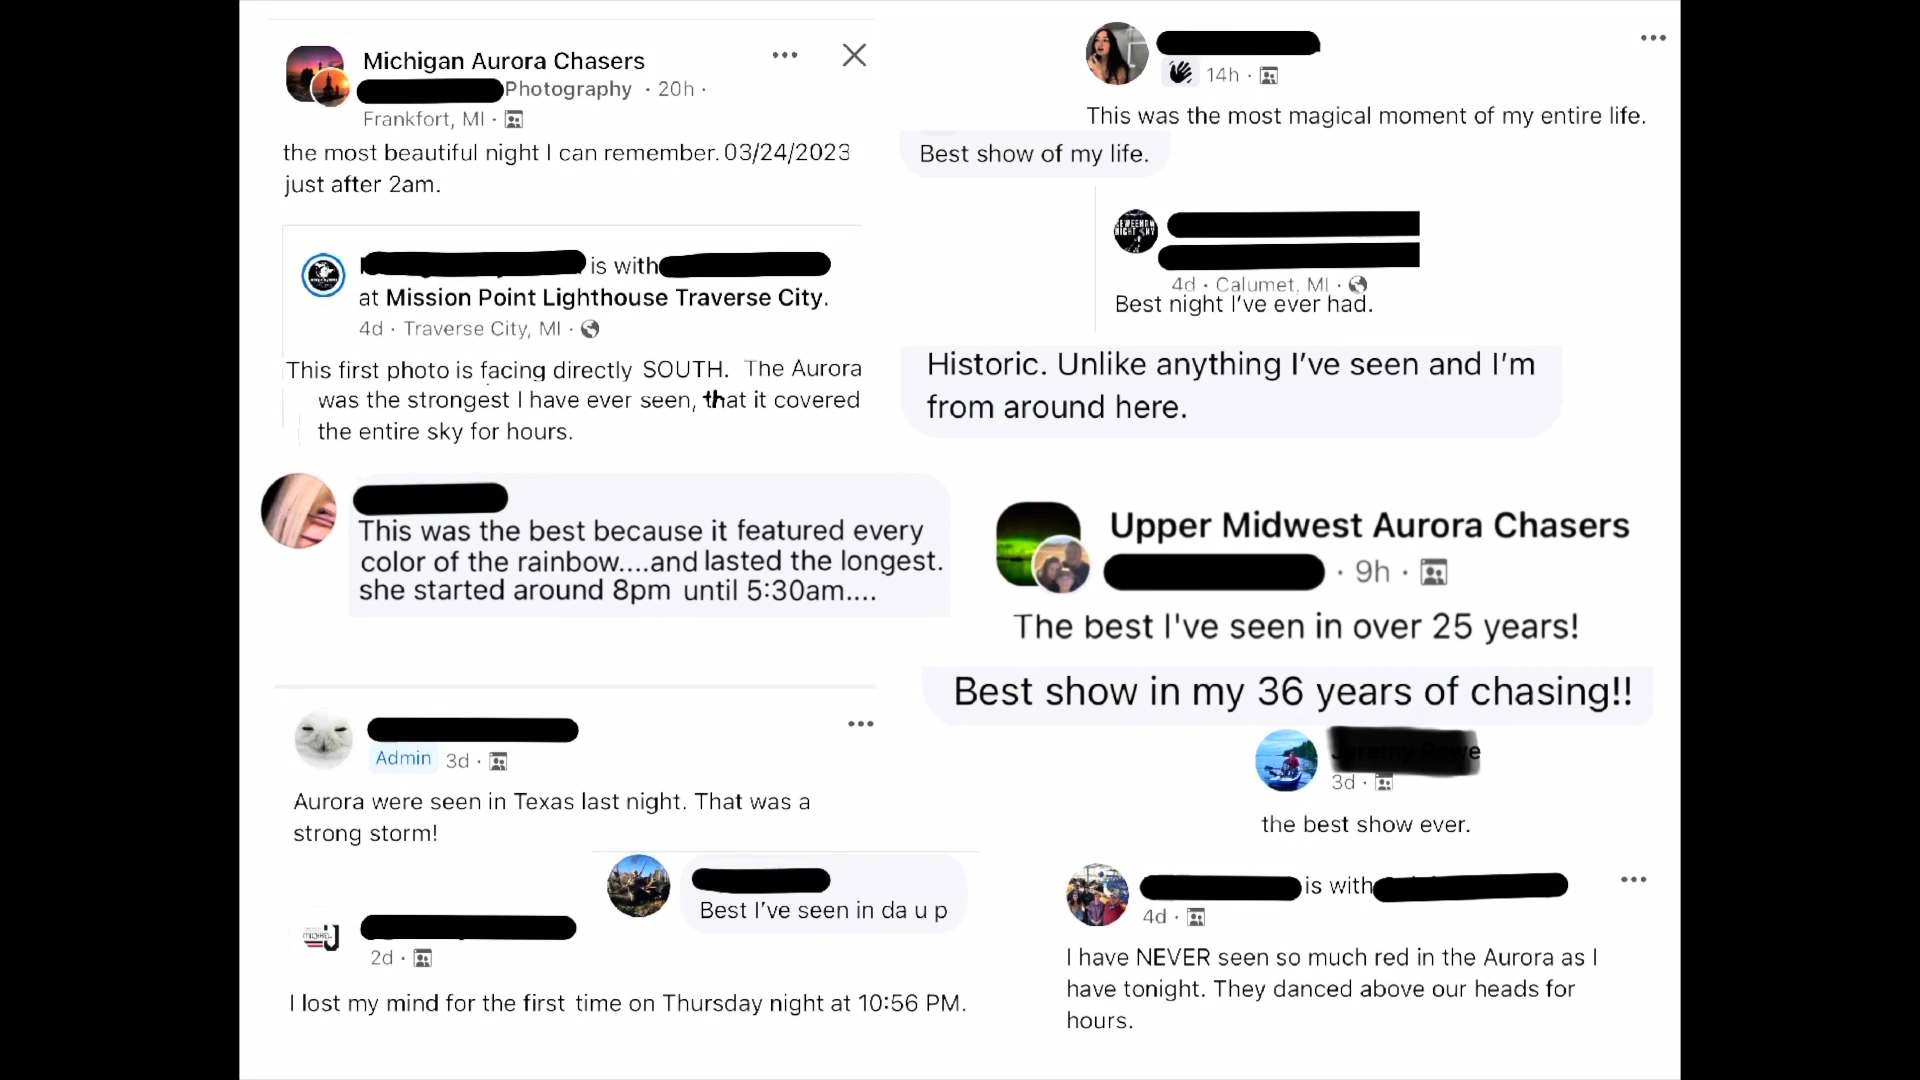 Michigan Aurora Chasers
Photography · 20h ·
Frankfort, MI ·
the most beautiful night I can remember. 03/24/2023
just after 2am.
is with
at Mission Point Lighthouse Traverse City.
4d · Traverse City, MI ·
This first photo is facing directly SOUTH. The Aurora
was the strongest I have ever seen, that it covered
the entire sky for hours.
This was the best because it featured every
color of the rainbow....and lasted the longest.
she started around 8pm until 5:30am....
Admin 3d ·
Aurora were seen in Texas last night. That was a
strong storm!
Best I've seen in da u p
2d ·
I lost my mind for the first time on Thursday night at 10:56 PM.
14h ·
This was the most magical moment of my entire life.
Best show of my life.
4d · Calumet, MI ·
Best night I've ever had.
Historic. Unlike anything I've seen and I'm
from around here.
Upper Midwest Aurora Chasers
· 9h ·
The best I've seen in over 25 years!
Best show in my 36 years of chasing!!
3d ·
the best show ever.
is with
4d ·
I have NEVER seen so much red in the Aurora as I
have tonight. They danced above our heads for
hours.